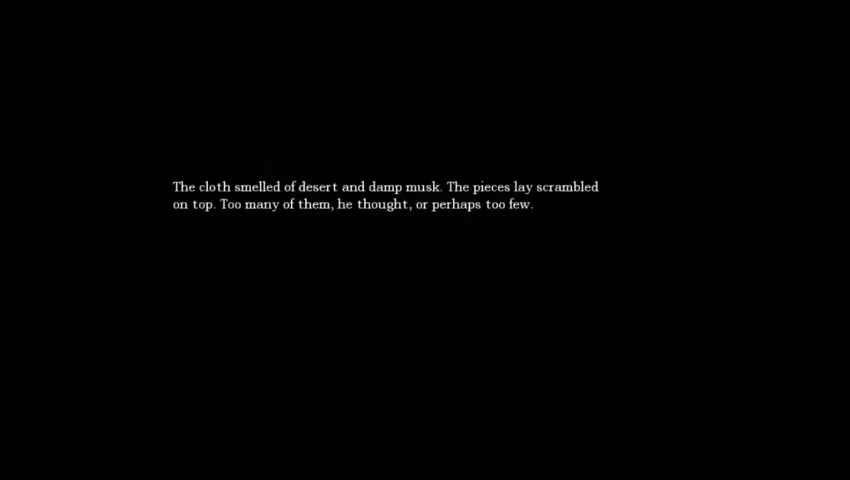 The cloth smelled of desert and damp musk. The pieces lay scrambled
on top. Too many of them, he thought, or perhaps too few.